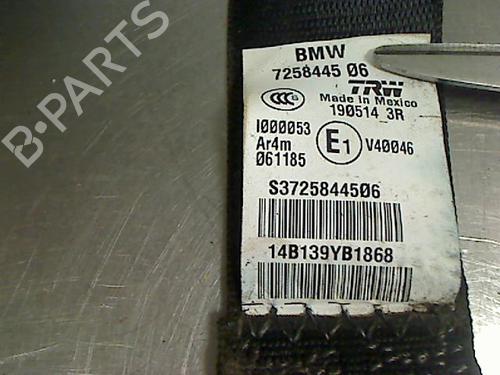 BMW
7258445 06
TRW
Made in Mexico
190514 3R
I000053
Ar4m
061185
E1
V40046
S3725844506
14B139YB1868
B-PARTS